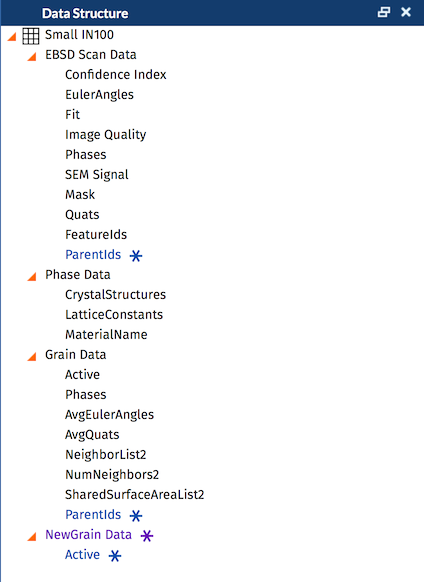 Data Structure
Small IN100
EBSD Scan Data
Confidence Index
EulerAngles
Fit
Image Quality
Phases
SEM Signal
Mask
Quats
FeatureIds
ParentIds
Phase Data
CrystalStructures
LatticeConstants
MaterialName
Grain Data
Active
Phases
AvgEulerAngles
AvgQuats
NeighborList2
NumNeighbors2
SharedSurfaceAreaList2
ParentIds
NewGrain Data
Active